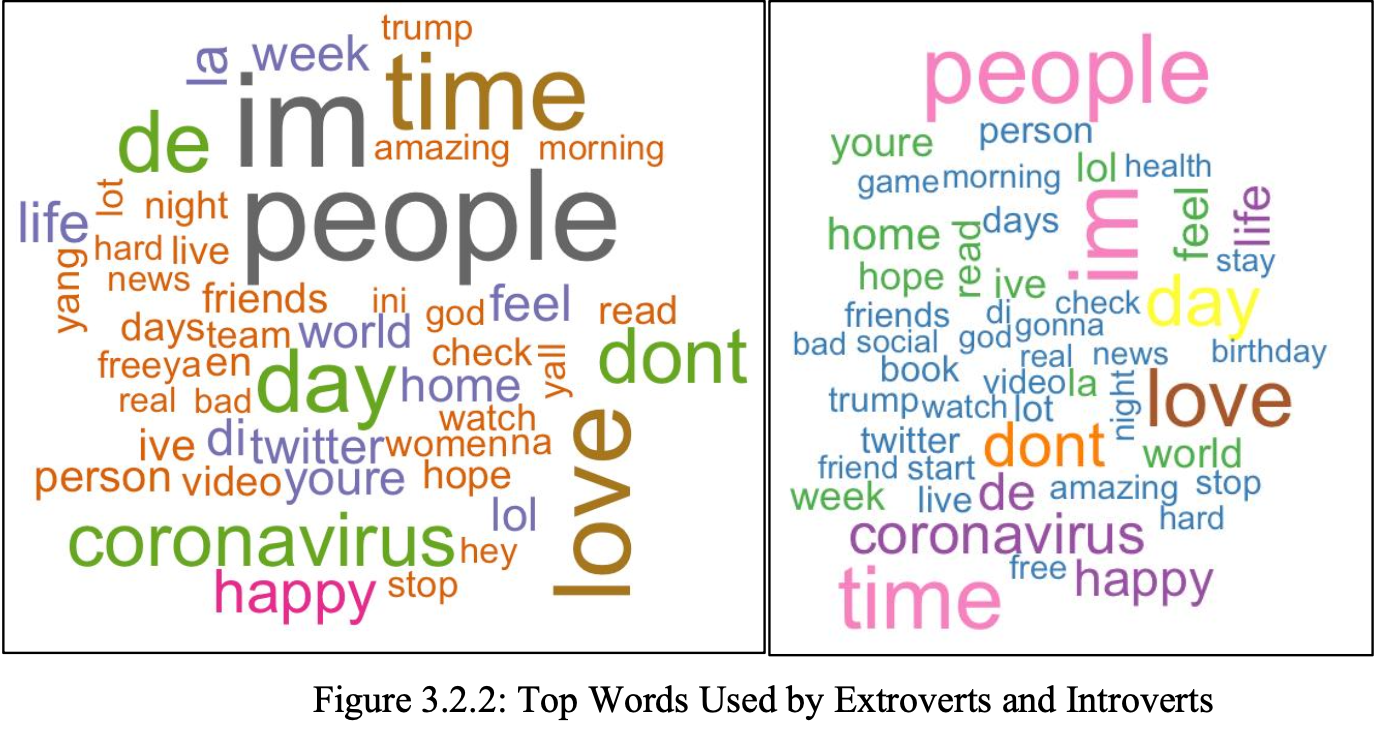 trump
la week
im time
de
amazing morning
people
lot night
life
hard live
yang
news
friends ini god feel read
days team world
dont
check yall
free ya en
day home
real bad
watch
love
ive di twitter women na
person video youre hope
lol
coronavirus hey
happy stop
people
person
youre
lol health
game morning
im feel life
days
home read
stay
hope ive
check day
friends di
god gonna
bad social
real news birthday
book
video la
night love
trump watch lot
twitter dont
world
friend start
amazing stop
week live de
hard
coronavirus
free happy
time
Figure 3.2.2: Top Words Used by Extroverts and Introverts